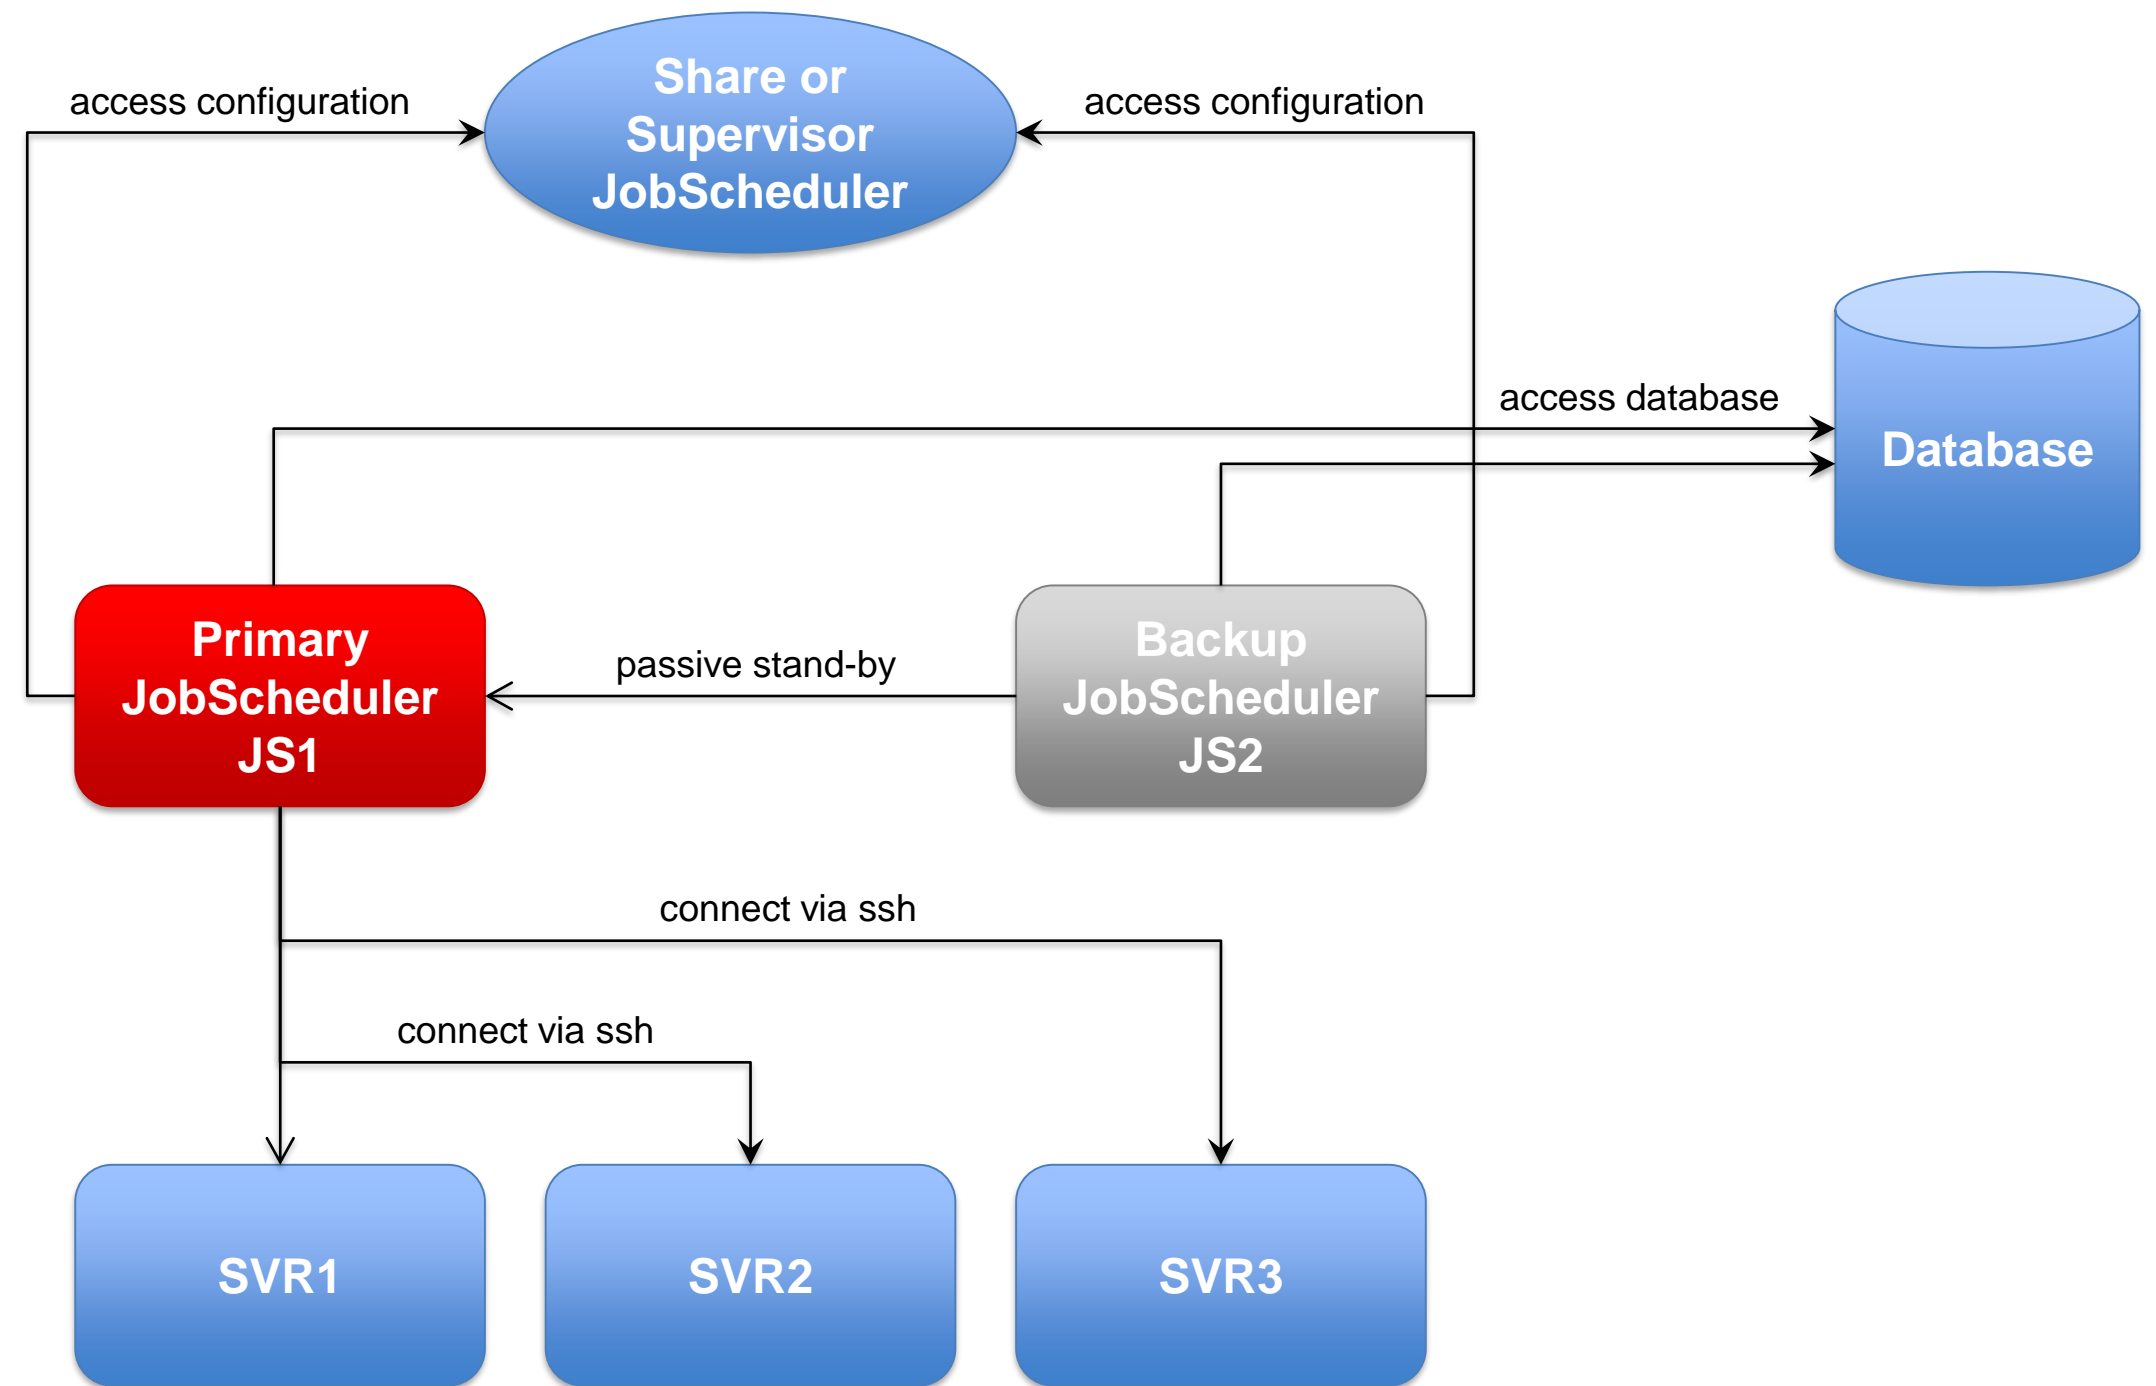 Share or
Supervisor
JobScheduler
access configuration
access configuration
access database
Database
Primary
JobScheduler
JS1
passive stand-by
Backup
JobScheduler
JS2
connect via ssh
connect via ssh
SVR1
SVR2
SVR3